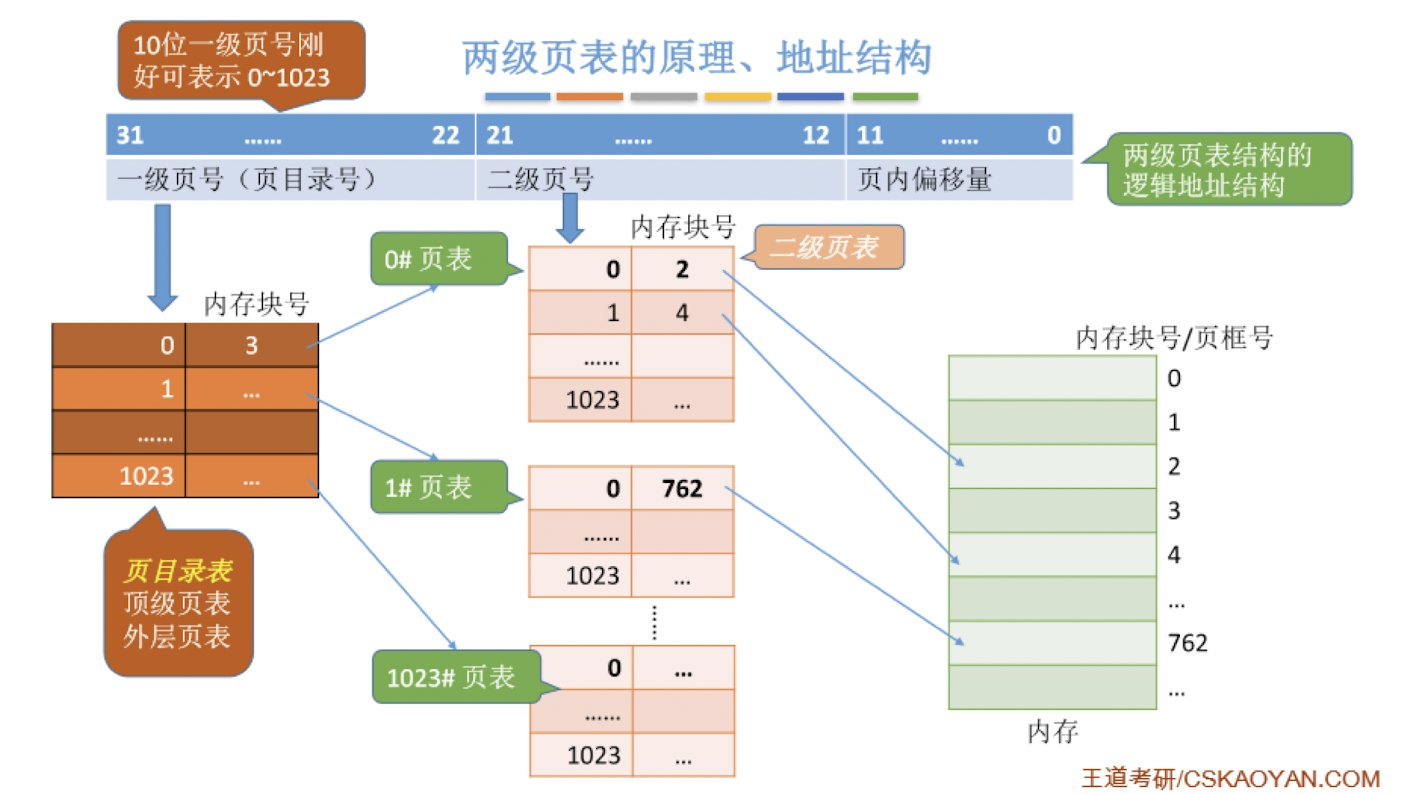 两级页表的原理、地址结构
10位一级页号刚
好可表示 0~1023
31 …… 22 21 …… 12 11 …… 0
一级页号（页目录号） 二级页号 页内偏移量
两级页表结构的
逻辑地址结构
内存块号
0 3
1 ...
……
1023 ...
页目录表
顶级页表
外层页表
0# 页表
内存块号
二级页表
0 2
1 4
……
1023 ...
1# 页表
0 762
……
1023 ...
1023# 页表
0 ...
……
1023 ...
内存块号/页框号
0
1
2
3
4
...
762
...
内存
王道考研/CSKAOYAN.COM